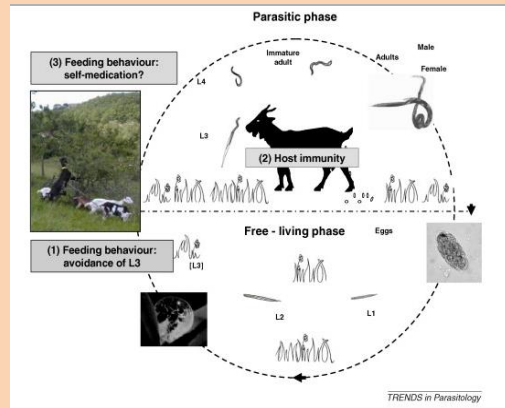 Parasitic phase
(3) Feeding behaviour:
self-medication?
Immature
adult
Adults
Male
Female
L4
L3
(2) Host immunity
(1) Feeding behaviour:
avoidance of L3
[L3]
Free - living phase
Eggs
L2
L1
TRENDS in Parasitology